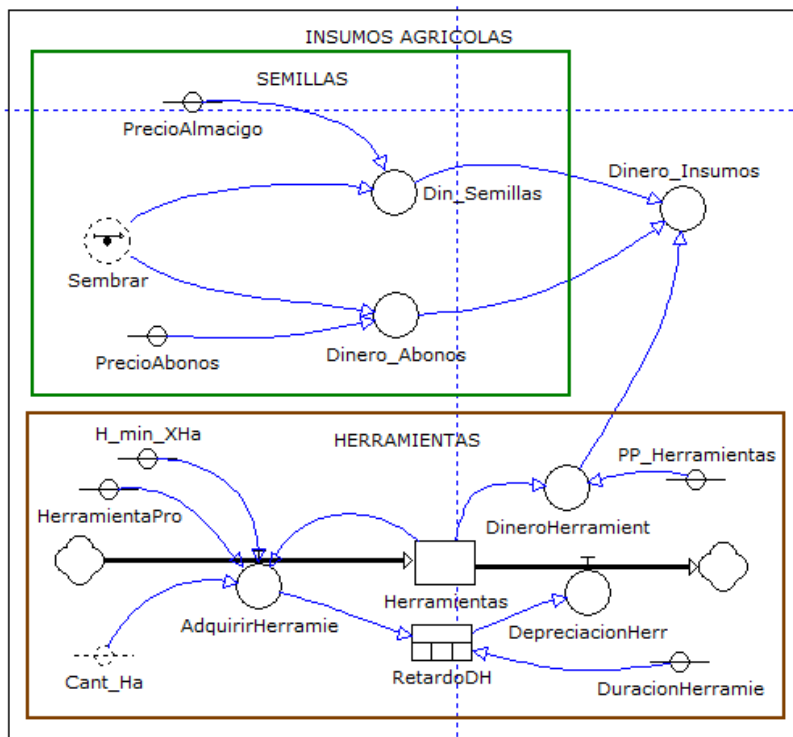 INSUMOS AGRICOLAS
SEMILLAS
PrecioAlmacigo
Dinero_Insumos
Din_Semillas
Sembrar
PrecioAbonos
Dinero_Abonos
H_min_XHa
HERRAMIENTAS
PP_Herramientas
HerramientaPro
DineroHerramient
Herramientas
AdquirirHerramie
DepreciacionHerr
Cant_Ha
RetardoDH
DuracionHerramie